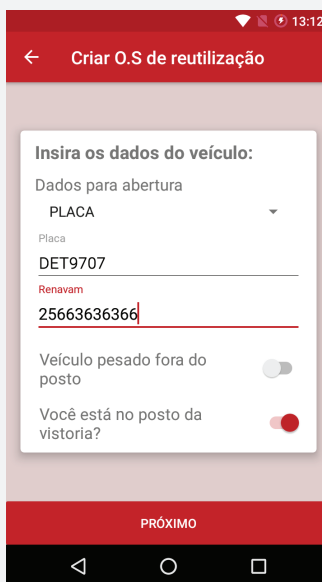 13:12
Criar O.S de reutilização
Insira os dados do veículo:
Dados para abertura
PLACA
Placa
DET9707
Renavam
25663636366
Veículo pesado fora do
posto
Você está no posto da
vistoria?
PRÓXIMO